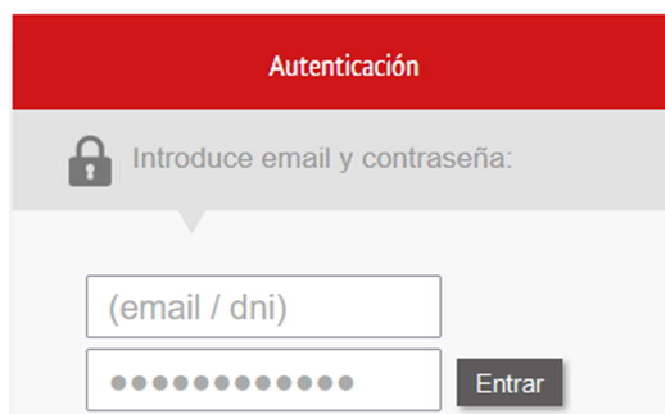 Autenticación
Introduce email y contraseña:
(email / dni)
●●●●●●●●●●●●
Entrar